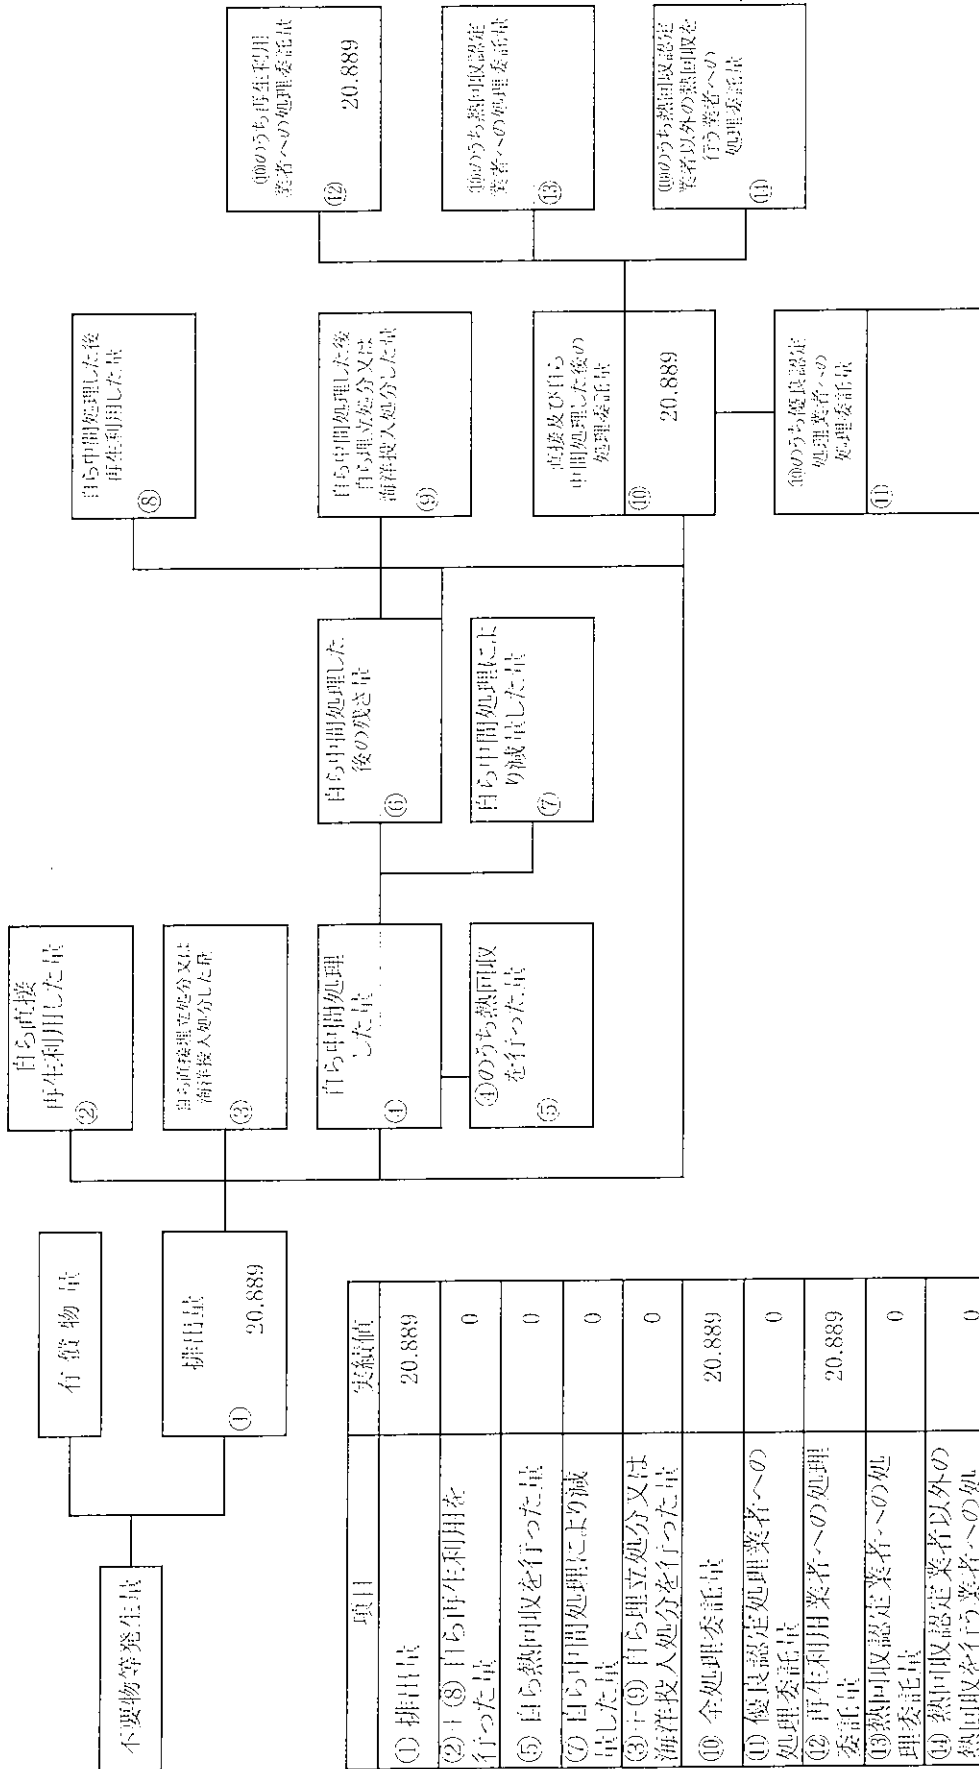 不要物等発生量
有償物量
排出量
①
20.889
自ら直接
再生利用した量
②
自ら直接埋立処分又は
海洋投入処分した量
③
自ら中間処理
した量
④
④のうち熱回収
を行った量
⑤
自ら中間処理した
後の残さ量
⑥
自ら中間処理によ
り減量した量
⑦
自ら中間処理した後
再生利用した量
⑧
自ら中間処理した後
自ら埋立処分又は
海洋投入処分した量
⑨
直接及び自ら
中間処理した後の
処理委託量
⑩
20.889
⑩のうち優良認定
処理業者への
処理委託量
⑪
⑩のうち再生利用
業者への処理委託量
⑫
20.889
⑩のうち熱回収認定
業者への処理委託量
⑬
⑩のうち熱回収認定
業者以外の熱回収を
行う業者への
処理委託量
⑭
項目 実績値
①排出量 20.889
②+⑧自ら再生利用を
行った量 0
⑤自ら熱回収を行った量 0
⑦自ら中間処理により減
量した量 0
③+⑨自ら埋立処分又は
海洋投入処分を行った量 0
⑩全処理委託量 20.889
⑪優良認定処理業者への
処理委託量 0
⑫再生利用業者への処理
委託量 20.889
⑬熱回収認定業者への処
理委託量 0
⑭熱回収認定業者以外の
熱回収を行う業者への処 0